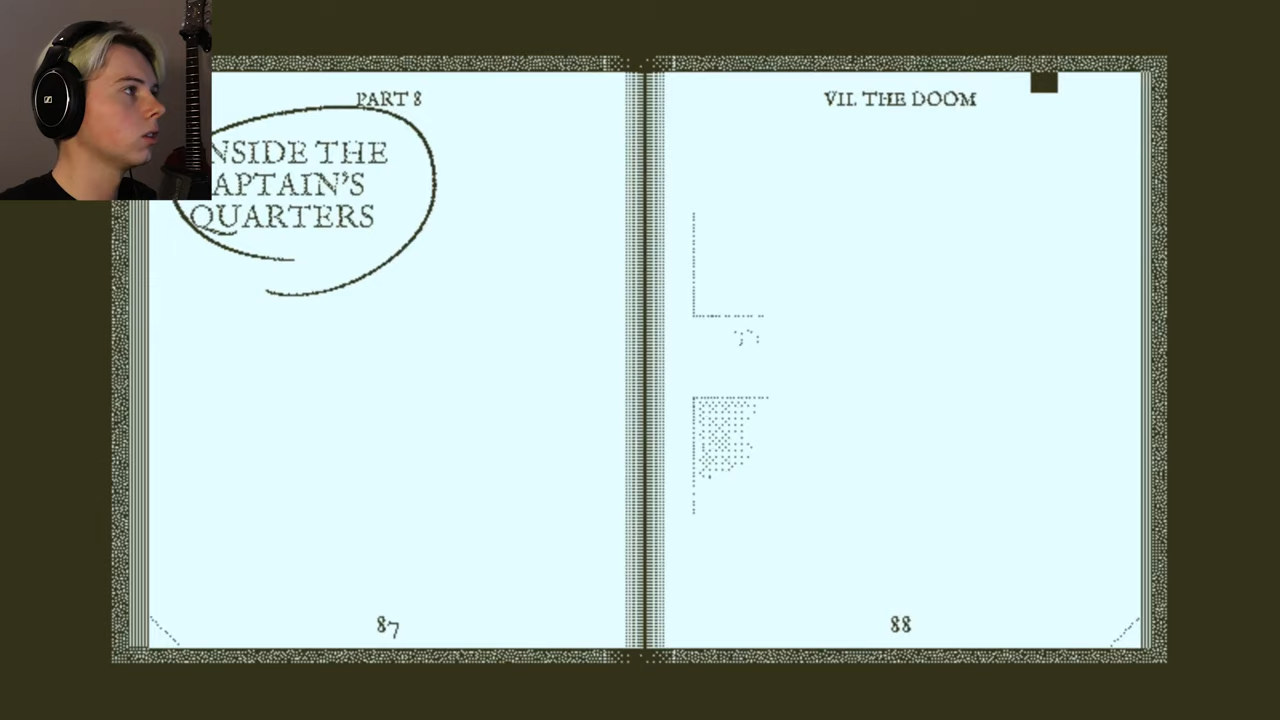 PART 8
NSIDE THE
APTAIN'S
QUARTERS
87
VII. THE DOOM
88